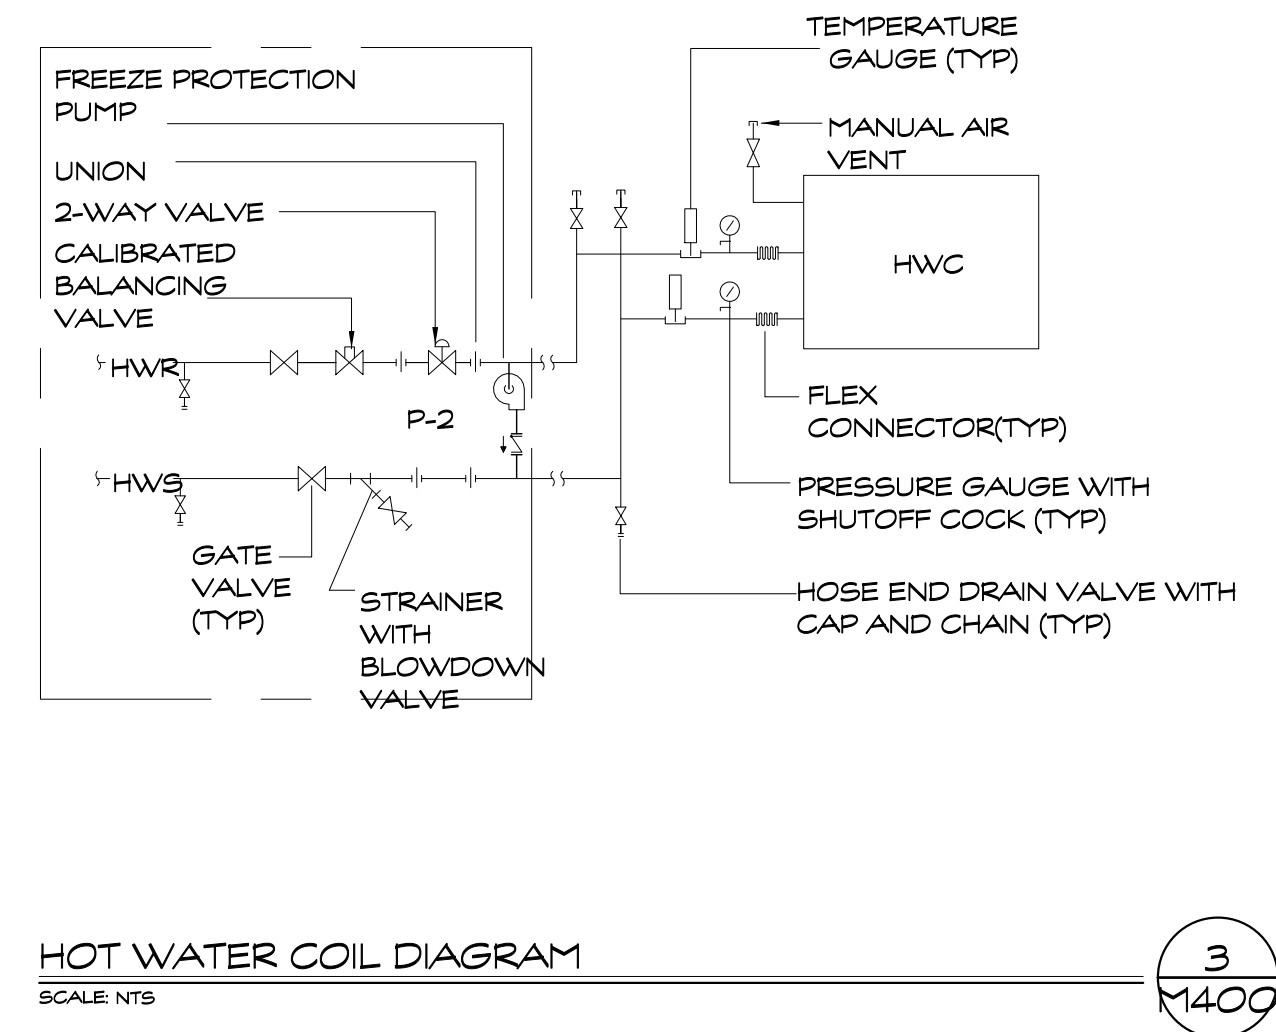 TEMPERATURE
GAUGE (TYP)
FREEZE PROTECTION
PUMP
MANUAL AIR
VENT
UNION
2-WAY VALVE
CALIBRATED
BALANCING
VALVE
HWC
HWR
P-2
FLEX
CONNECTOR(TYP)
HWS
PRESSURE GAUGE WITH
SHUTOFF COCK (TYP)
GATE
VALVE
(TYP)
STRAINER
WITH
BLOWDOWN
VALVE
HOSE END DRAIN VALVE WITH
CAP AND CHAIN (TYP)
HOT WATER COIL DIAGRAM
SCALE: NTS
3
M400